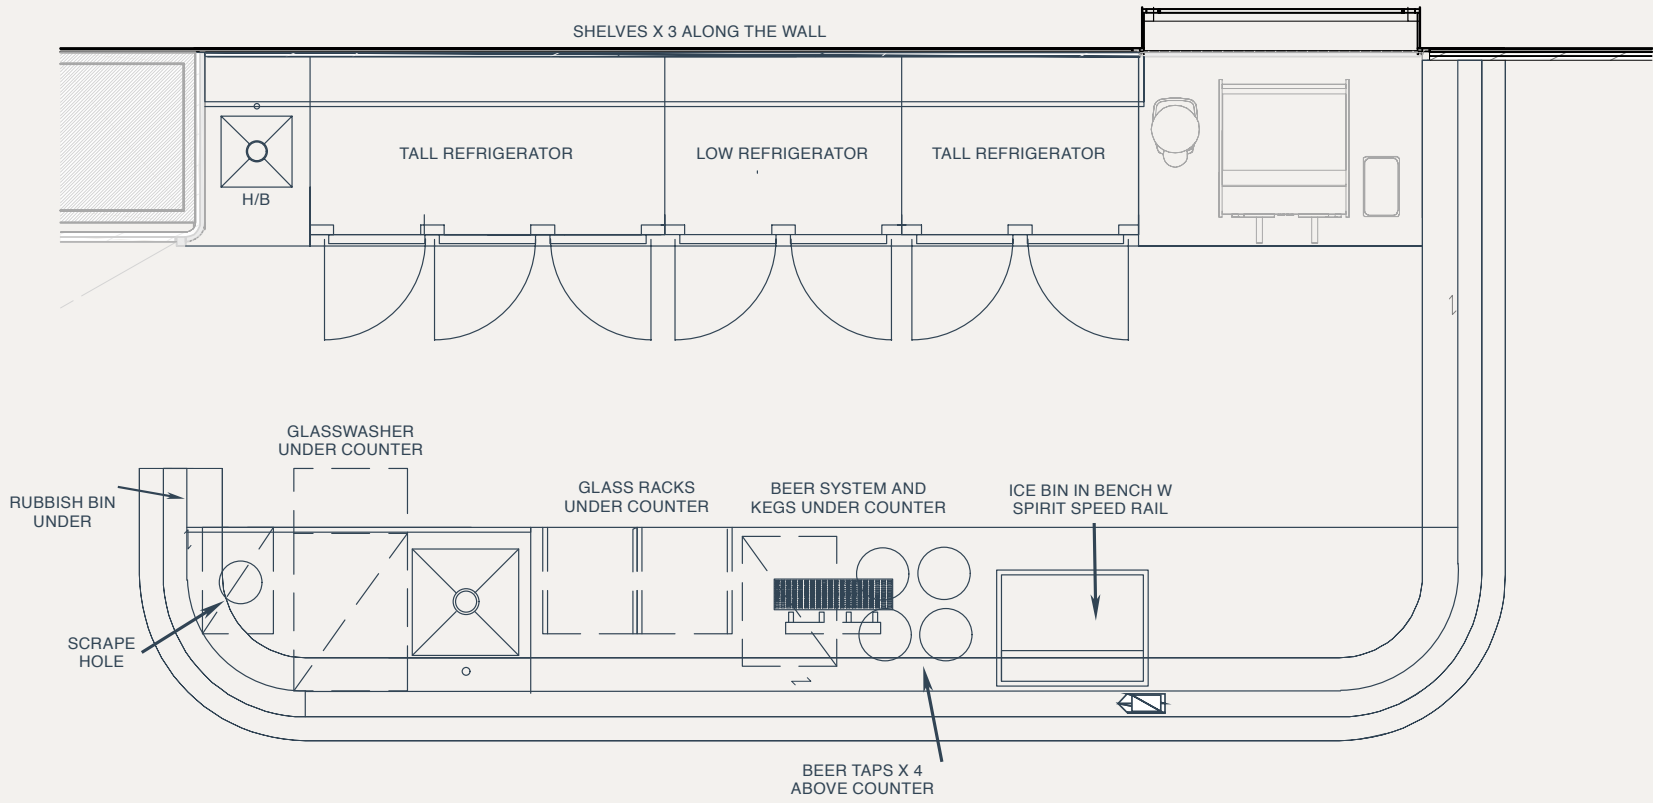 SHELVES X 3 ALONG THE WALL
TALL REFRIGERATOR
LOW REFRIGERATOR
TALL REFRIGERATOR
H/B
GLASSWASHER
UNDER COUNTER
RUBBISH BIN
UNDER
GLASS RACKS
UNDER COUNTER
BEER SYSTEM AND
KEGS UNDER COUNTER
ICE BIN IN BENCH W
SPIRIT SPEED RAIL
SCRAPE
HOLE
BEER TAPS X 4
ABOVE COUNTER